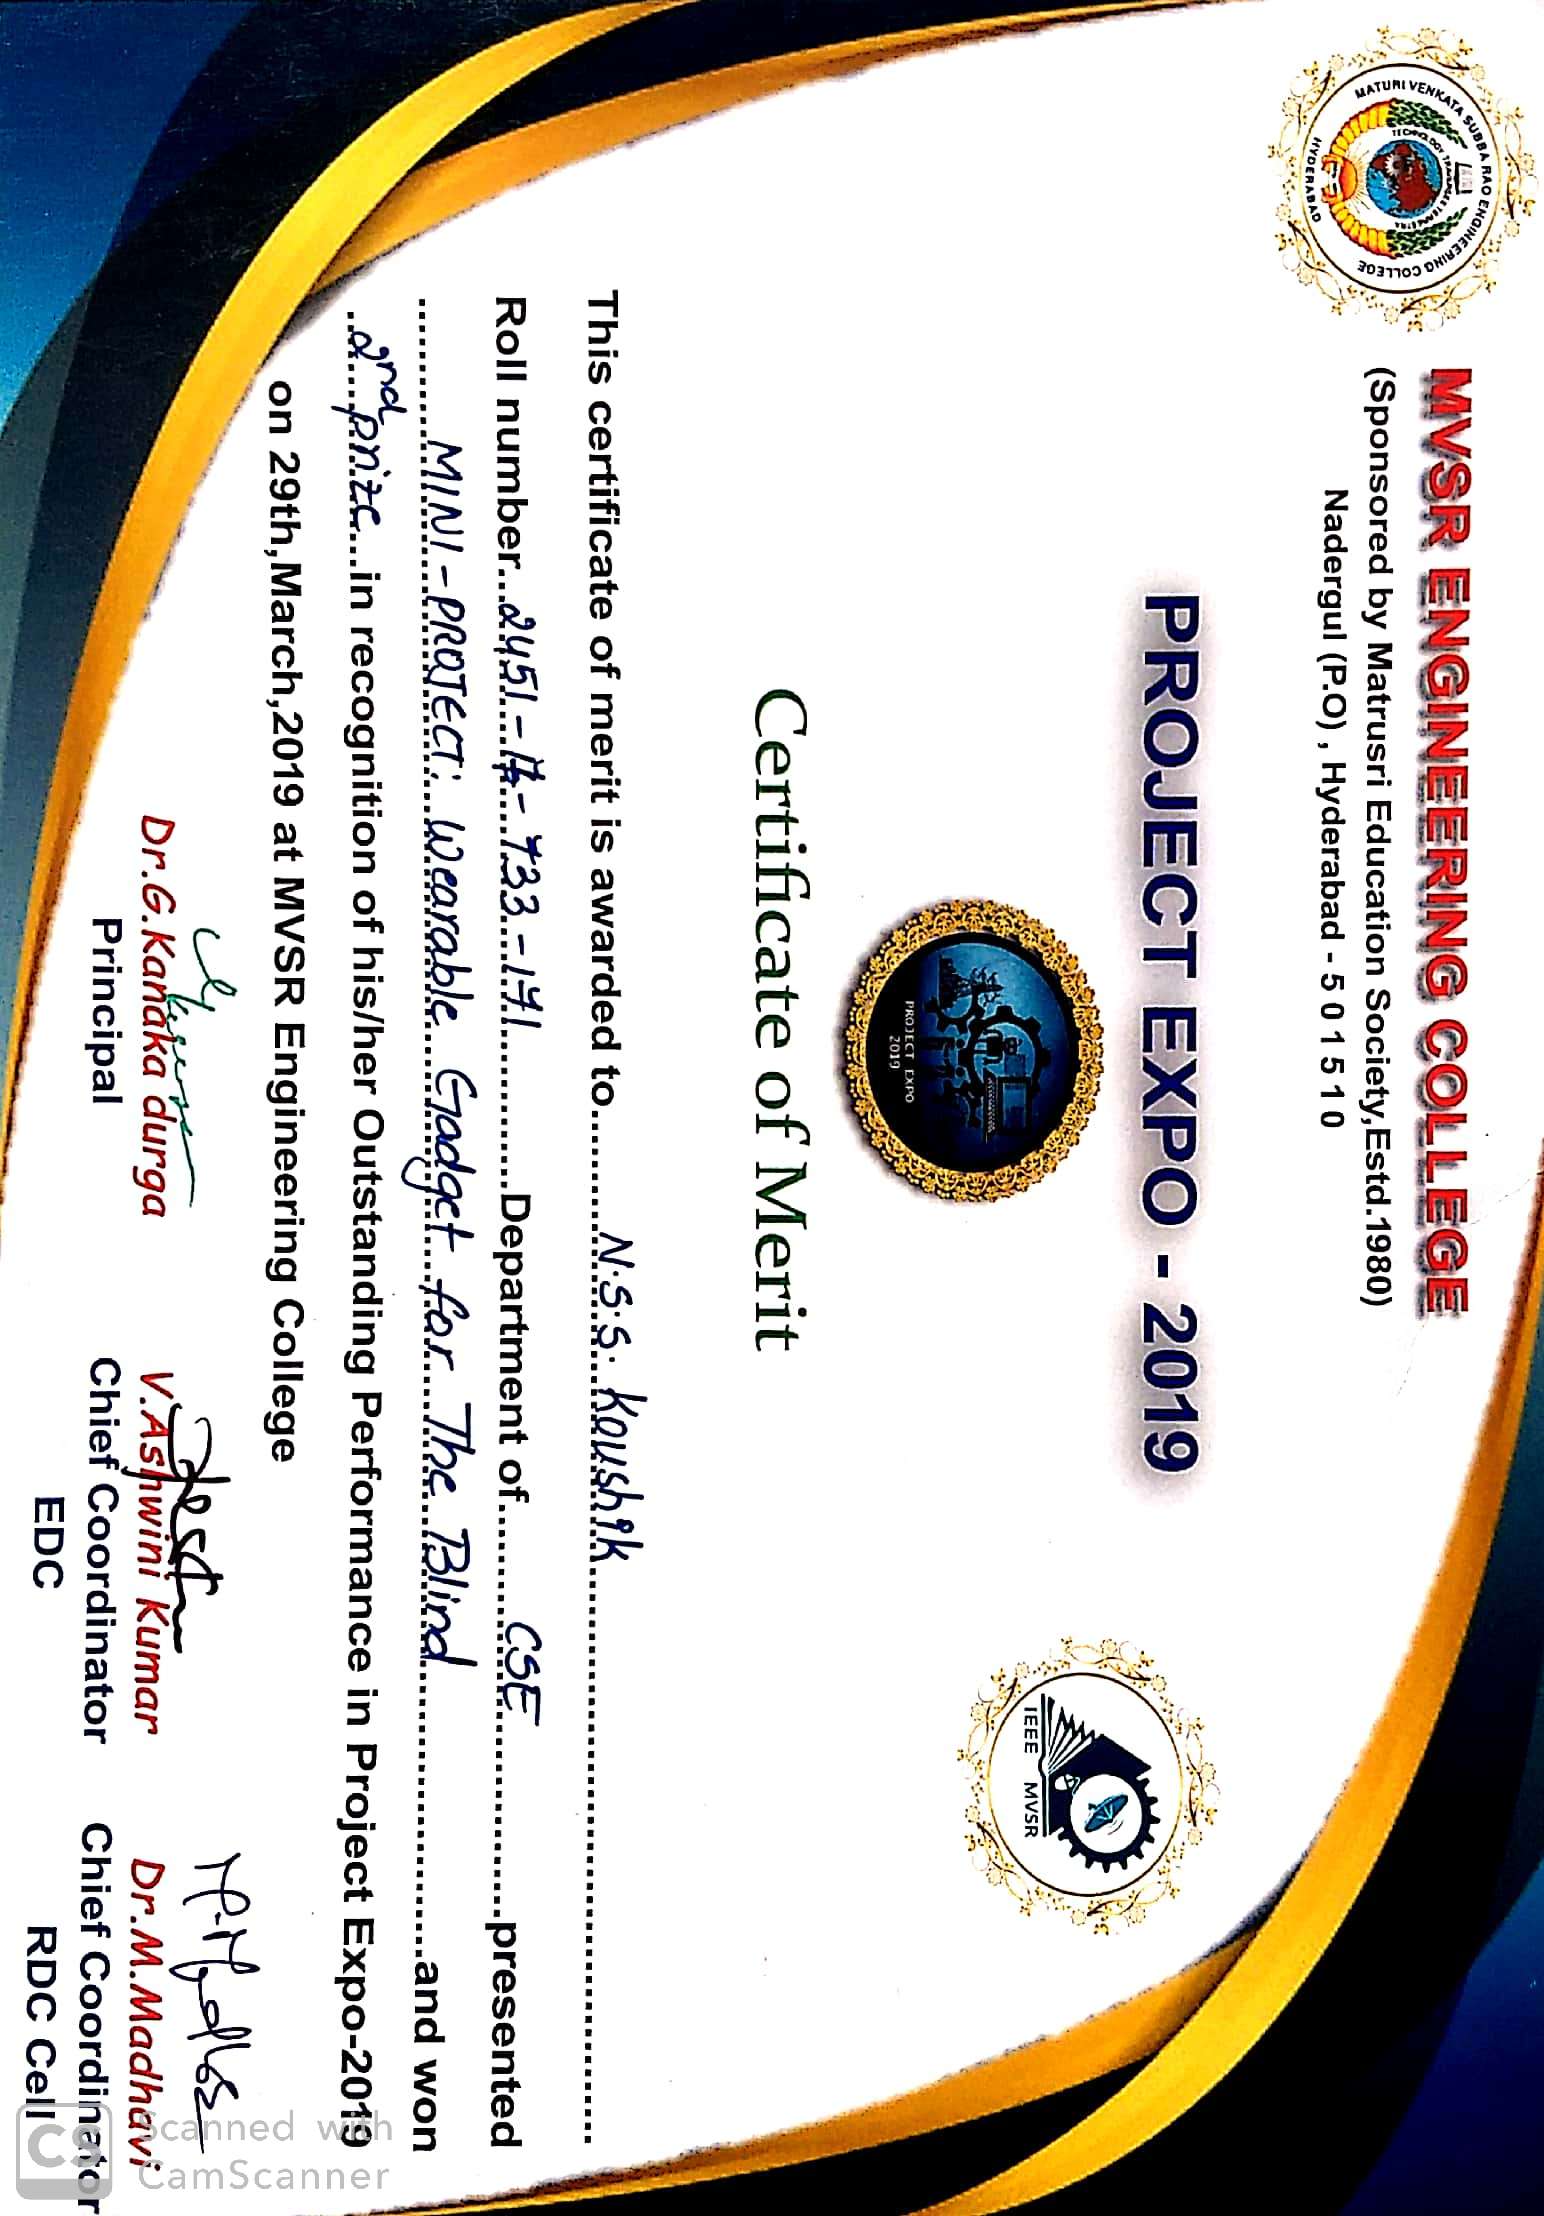 MATURI VENKATA SUBBA RAO ENGINEERING COLLEGE
HYDERABAD
MVSR ENGINEERING COLLEGE
(Sponsored by Matrusri Education Society,Estd.1980)
Nadergul (P.O) , Hyderabad - 5 0 1 5 1 0
PROJECT EXPO - 2019
IEEE MVSR
PROJECT EXPO
2019
Certificate of Merit
This certificate of merit is awarded to..........N.S.S. Koushik..........
Roll number...2451-17-733-171..........Department of..........CSE..........presented
..........MINI-PROJECT: Wearable Gadget for The Blind..........and won
...2nd prize...in recognition of his/her Outstanding Performance in Project Expo-2019
on 29th,March,2019 at MVSR Engineering College
Dr.G.Kanaka durga V.Ashwini Kumar Dr.M.Madhavi
Principal Chief Coordinator Chief Coordinator
EDC RDC Cell
Scanned with
CamScanner
CS